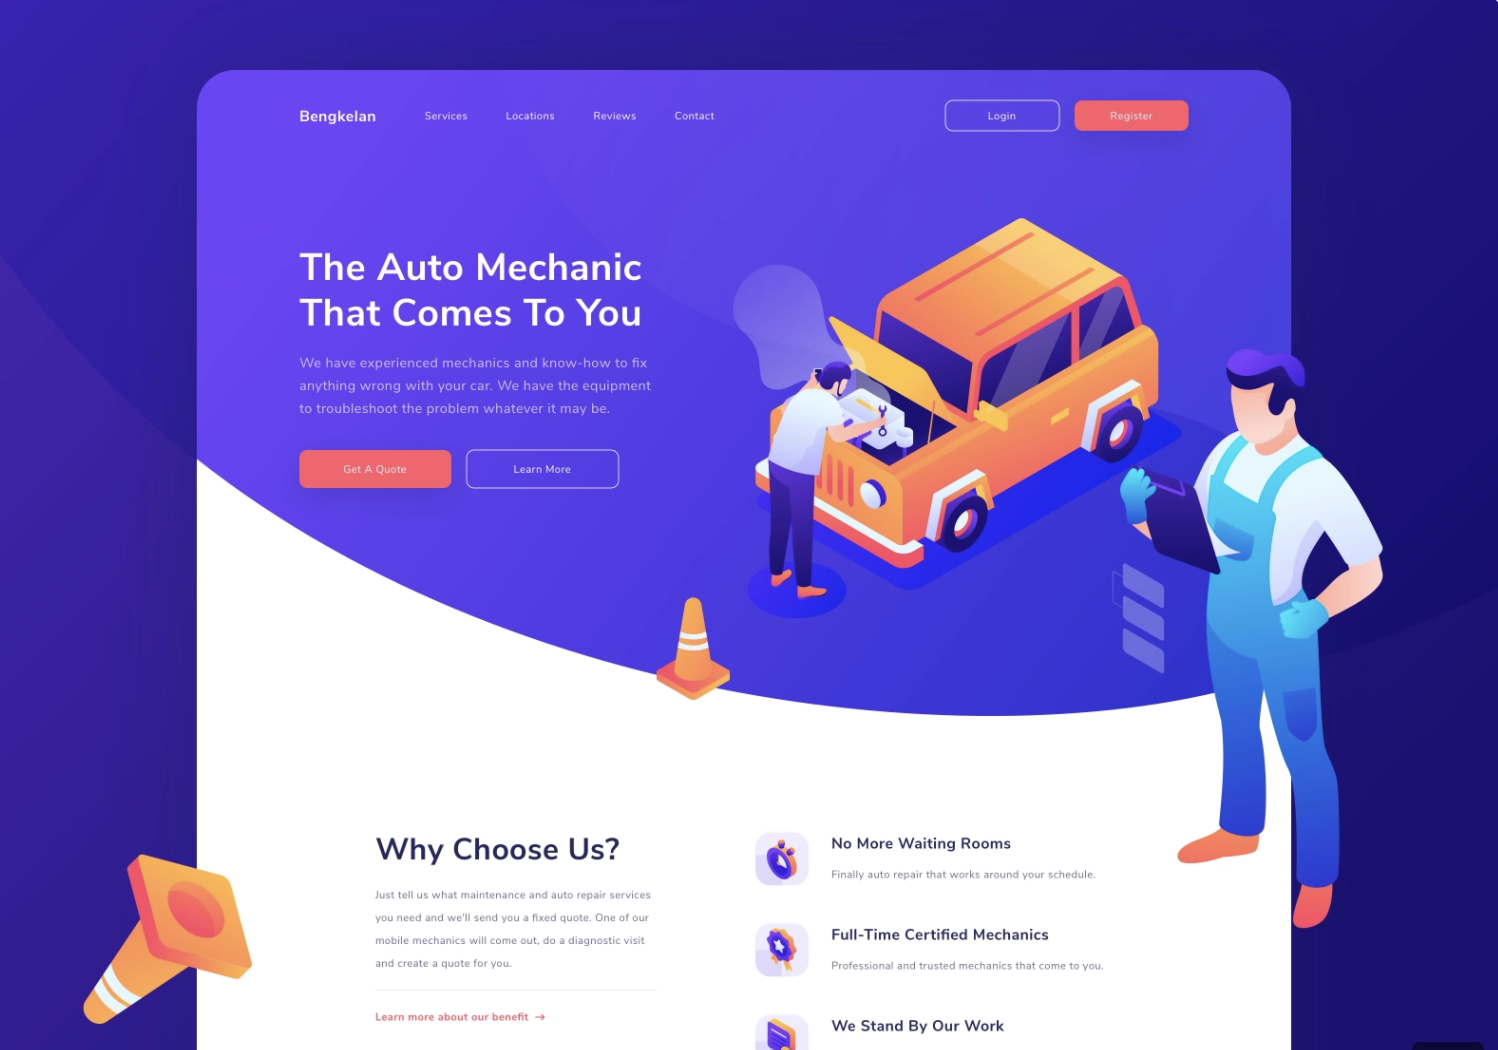 Bengkelan
Services
Locations
Reviews
Contact
Login
Register
The Auto Mechanic
That Comes To You
We have experienced mechanics and know-how to fix
anything wrong with your car. We have the equipment
to troubleshoot the problem whatever it may be.
Get A Quote
Learn More
Why Choose Us?
Just tell us what maintenance and auto repair services
you need and we'll send you a fixed quote. One of our
mobile mechanics will come out, do a diagnostic visit
and create a quote for you.
Learn more about our benefit →
No More Waiting Rooms
Finally auto repair that works around your schedule.
Full-Time Certified Mechanics
Professional and trusted mechanics that come to you.
We Stand By Our Work